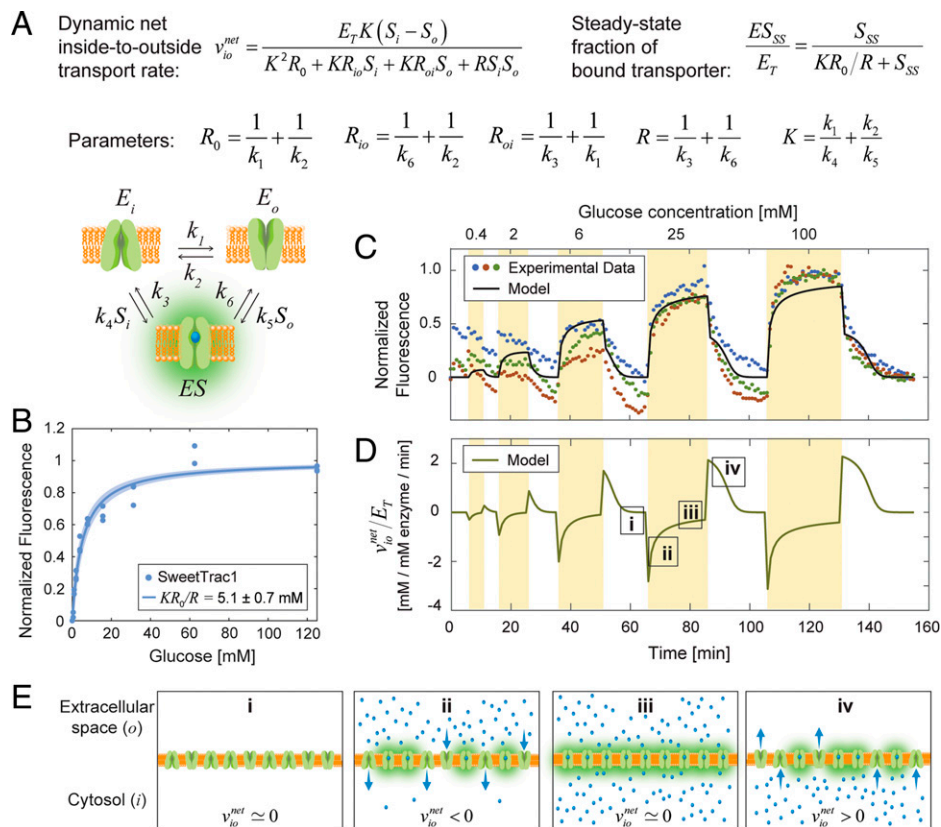 A
Dynamic net inside-to-outside transport rate:
v_io^net = E_T K(S_i − S_o) / (K²R_0 + KR_io S_i + KR_oi S_o + RS_i S_o)
Steady-state fraction of bound transporter:
ES_SS / E_T = S_SS / (KR_0/R + S_SS)
Parameters: R_0 = 1/k_1 + 1/k_2 R_io = 1/k_6 + 1/k_2 R_oi = 1/k_3 + 1/k_1 R = 1/k_3 + 1/k_6 K = k_1/k_4 + k_2/k_5
E_i
E_o
k_1
k_2
k_3
k_6
k_4S_i
k_5S_o
ES
B
Normalized Fluorescence
1.4
1.2
1
0.8
0.6
0.4
0.2
0
SweetTrac1
KR_0/R = 5.1 ± 0.7 mM
0 20 40 60 80 100 120
Glucose [mM]
C
Glucose concentration [mM]
0.4 2 6 25 100
Normalized
Fluorescence
1.0
0.5
0
Experimental Data
Model
D
v_io^net/E_T
[mM / mM enzyme / min]
2
0
-2
-4
Model
i
ii
iii
iv
0 20 40 60 80 100 120 140 160
Time [min]
E
Extracellular
space (o)
Cytosol (i)
i
v_io^net ≃ 0
ii
v_io^net < 0
iii
v_io^net ≃ 0
iv
v_io^net > 0